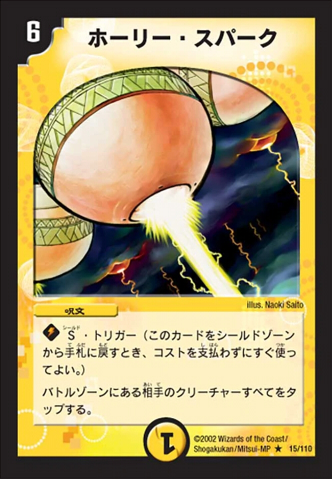 6
ホーリー・スパーク
illus. Naoki Saito
呪文
S・トリガー（このカードをシールドゾーン
から手札に戻すとき、コストを支払わずにすぐ使っ
てよい。）
バトルゾーンにある相手のクリーチャーすべてを
タップする。
1
©2002 Wizards of the Coast/
Shogakukan/Mitsui-MP ★ 15/110